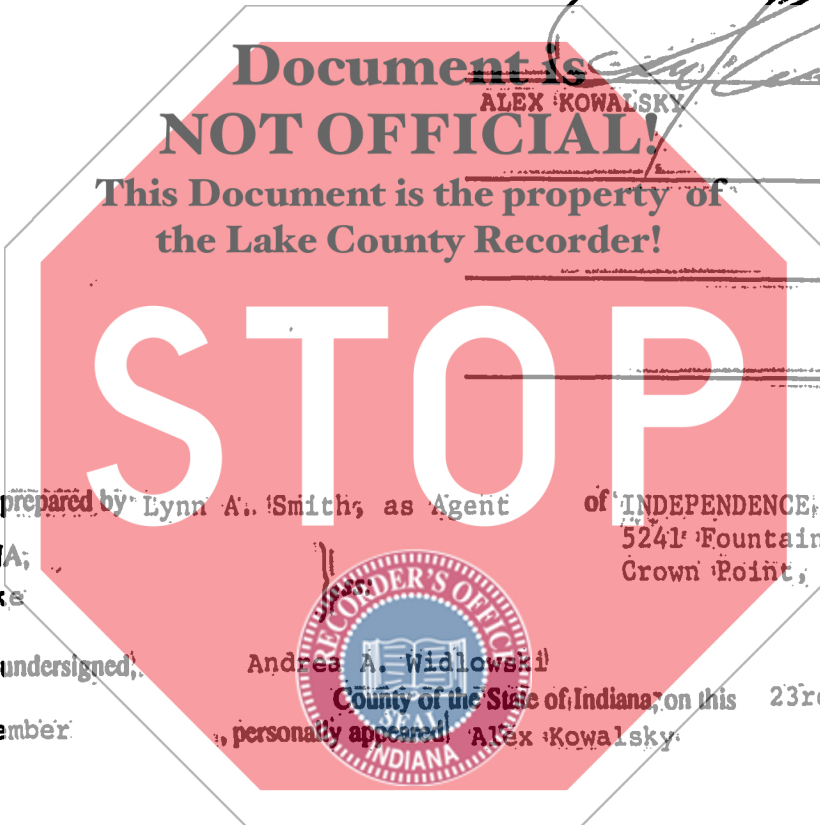 Document is
ALEX KOWALSKY
NOT OFFICIAL!
This Document is the property of
the Lake County Recorder!
STOP
prepared by Lynn A. Smith, as Agent of INDEPENDENCE
5241 Fountain
Crown Point,
ss:
RECORDER'S OFFICE
undersigned, Andrea A. Widlowski
County of the State of Indiana, on this 23r
ember , personally appeared Alex Kowalsky
SEAL
INDIANA